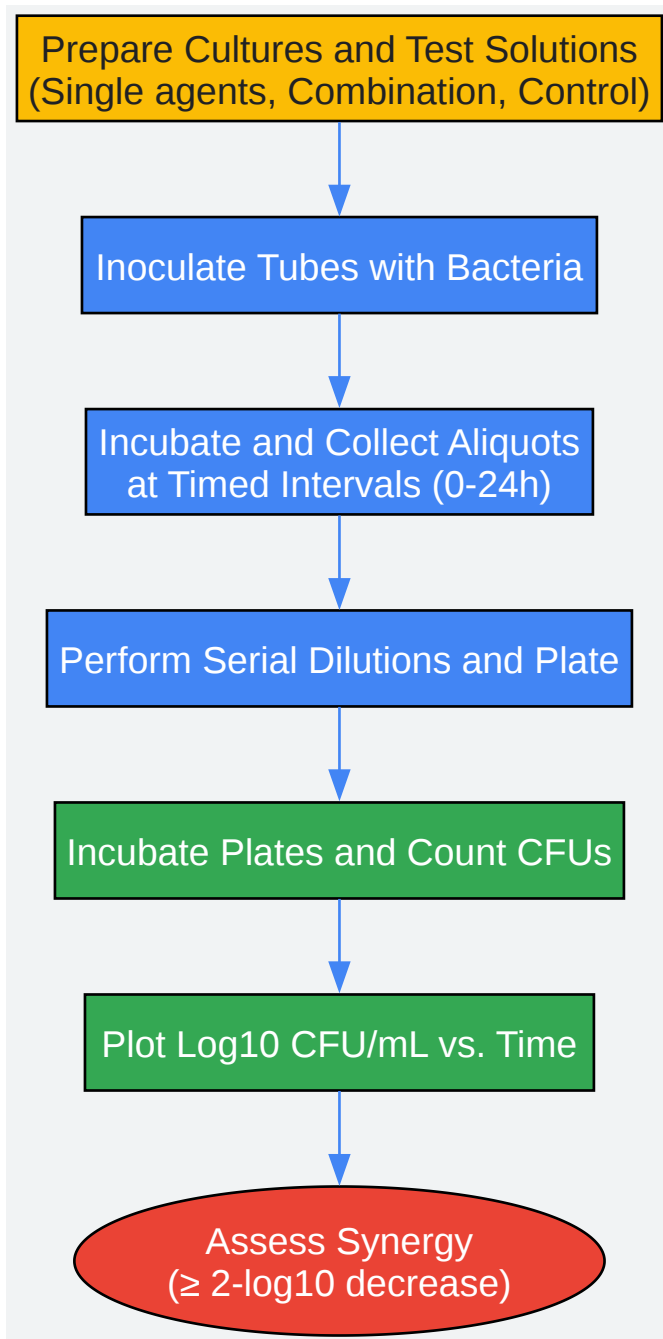 Prepare Cultures and Test Solutions
(Single agents, Combination, Control)
Inoculate Tubes with Bacteria
Incubate and Collect Aliquots
at Timed Intervals (0-24h)
Perform Serial Dilutions and Plate
Incubate Plates and Count CFUs
Plot Log10 CFU/mL vs. Time
Assess Synergy
(≥ 2-log10 decrease)